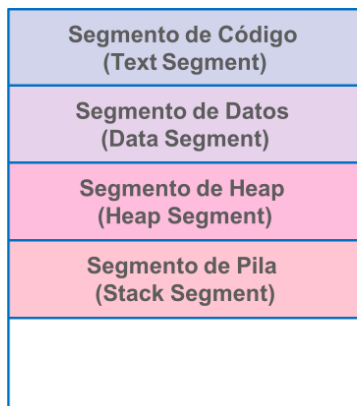 Segmento de Código
(Text Segment)
Segmento de Datos
(Data Segment)
Segmento de Heap
(Heap Segment)
Segmento de Pila
(Stack Segment)